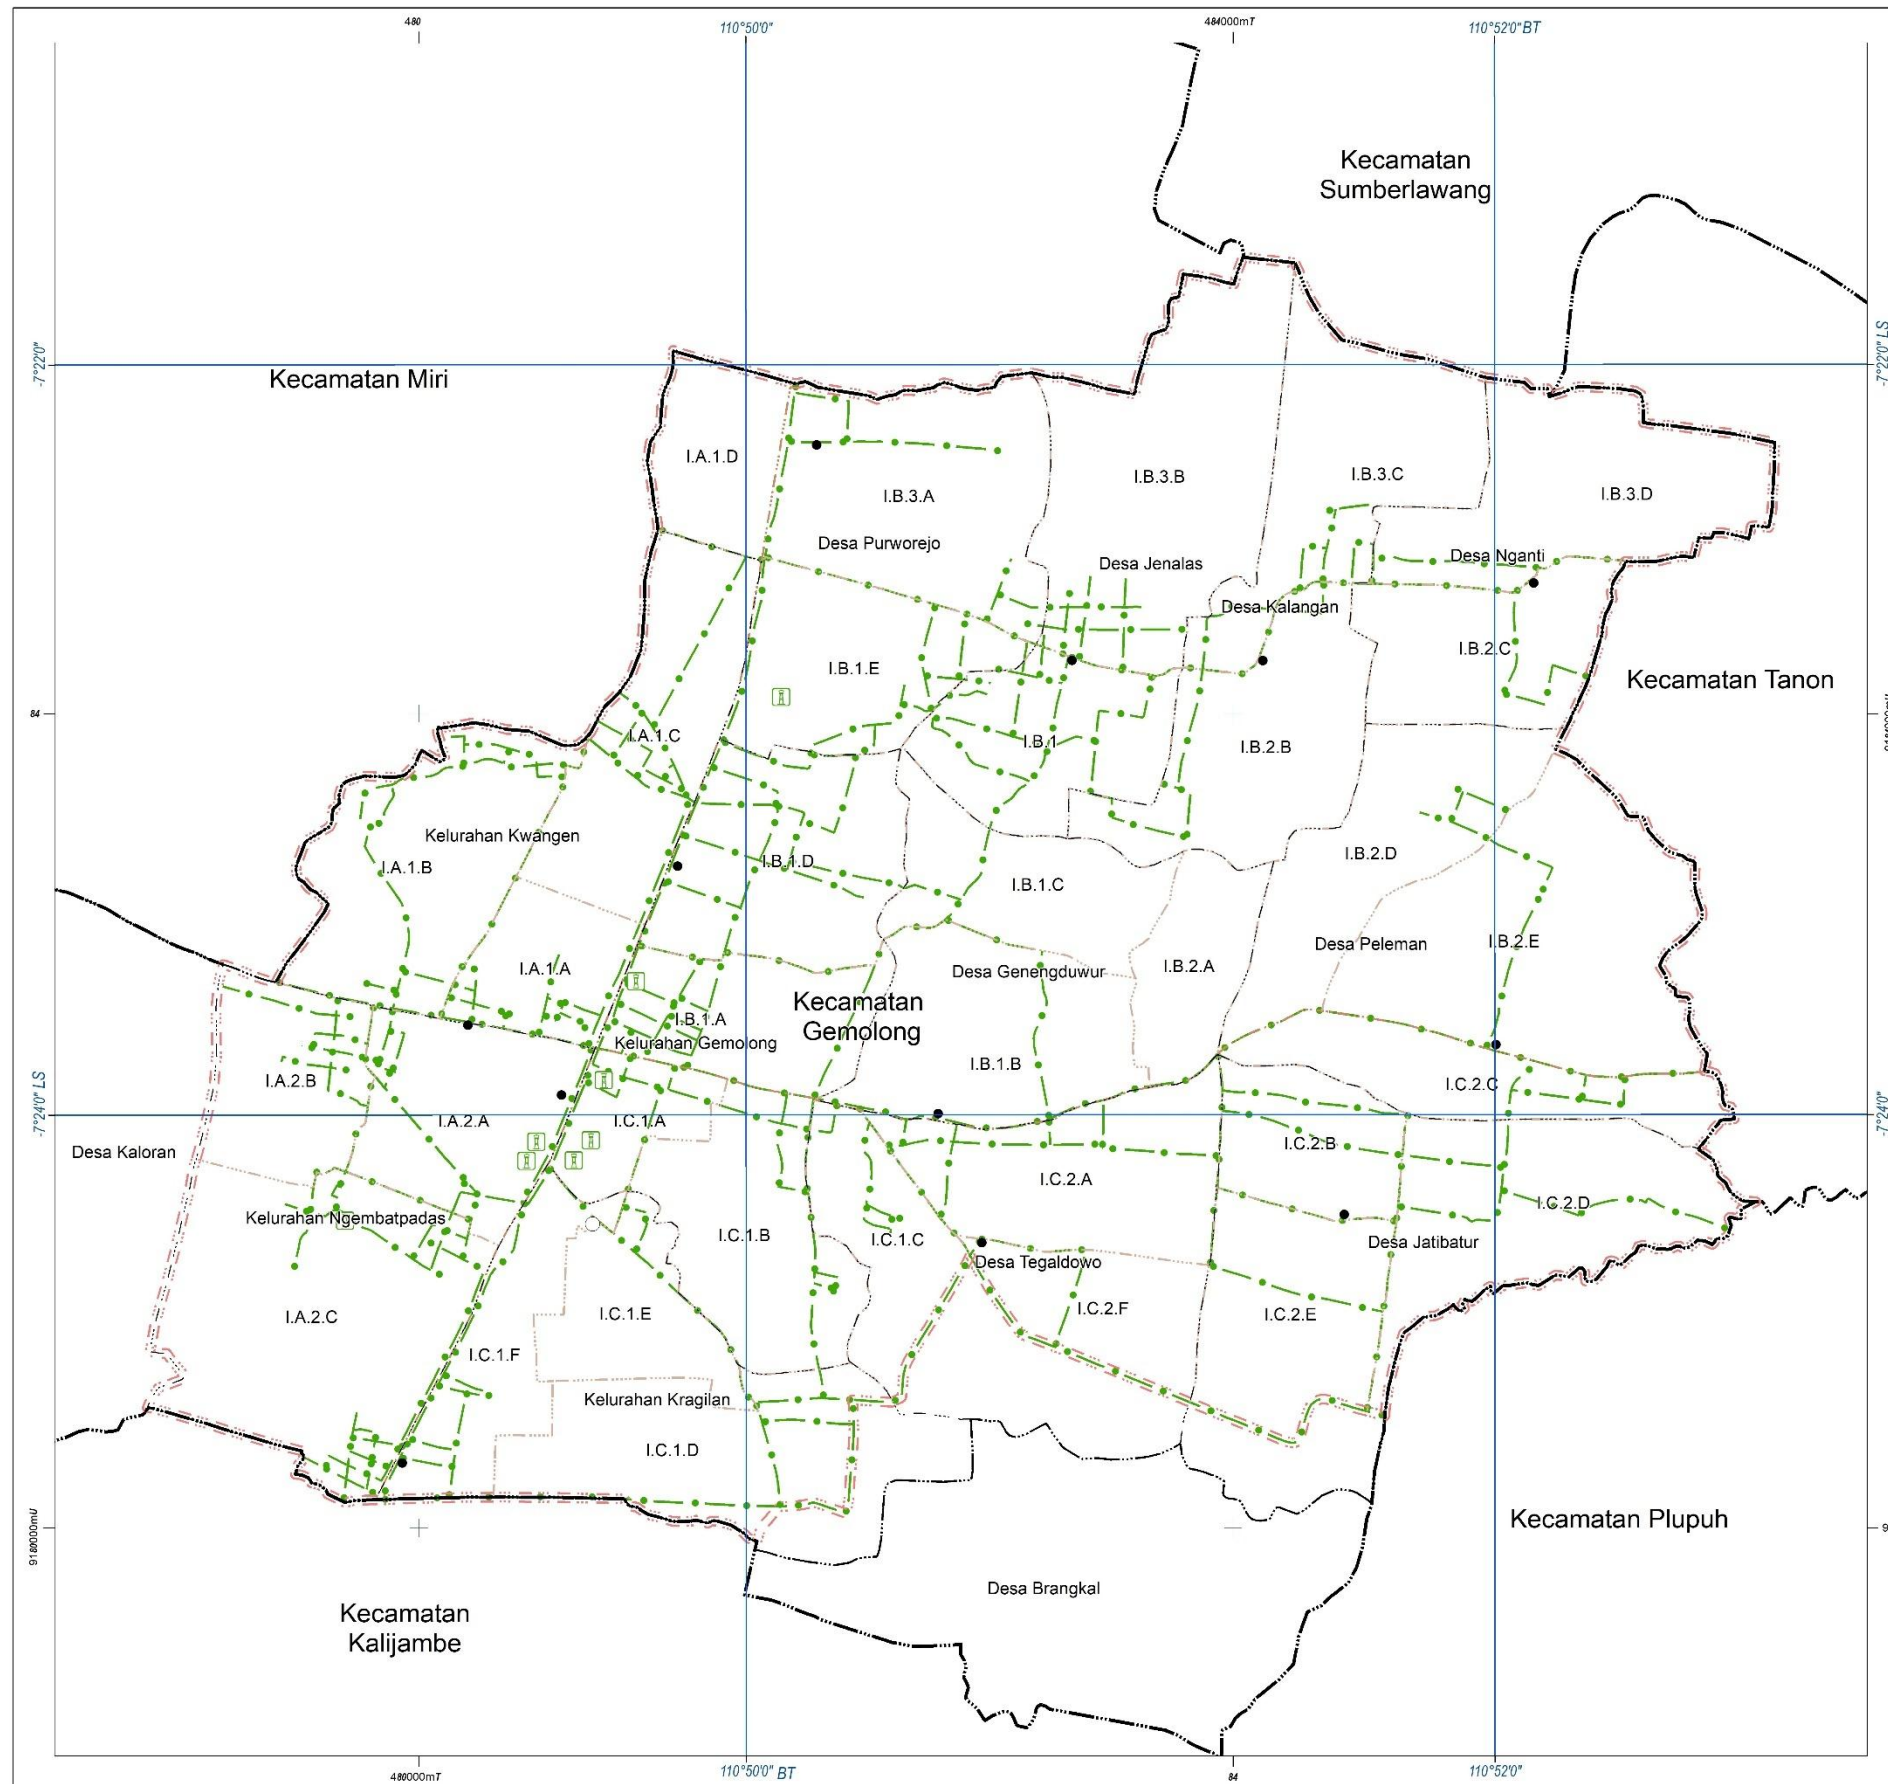 480
110°50'0"
484000mT
110°52'0" BT
Kecamatan
Sumberlawang
-7°22'0"
-7°22'0" LS
Kecamatan Miri
I.A.1.D
I.B.3.A
I.B.3.B
I.B.3.C
I.B.3.D
Desa Purworejo
Desa Jenalas
Desa Nganti
Desa Kalangan
I.B.1.E
I.B.2.C
Kecamatan Tanon
84
I.A.1.C
I.B.1
I.B.2.B
Kelurahan Kwangen
I.A.1.B
I.B.1.D
I.B.2.D
I.B.1.C
Desa Peleman
I.B.2.E
I.A.1.A
Desa Genengduwur
I.B.2.A
Kecamatan
Gemolong
I.B.1.A
Kelurahan Gemolong
I.B.1.B
I.A.2.B
I.C.2.C
-7°24'0" LS
-7°24'0"
I.A.2.A
I.C.1.A
I.C.2.B
Desa Kaloran
I.C.2.A
I.C.2.D
Kelurahan Ngembatpadas
I.C.1.B
I.C.1.C
Desa Jatibatur
Desa Tegaldowo
I.A.2.C
I.C.1.E
I.C.2.F
I.C.2.E
I.C.1.F
Kelurahan Kragilan
I.C.1.D
Kecamatan Plupuh
9180000mU
9
Desa Brangkal
Kecamatan
Kalijambe
480000mT
110°50'0" BT
84
110°52'0"